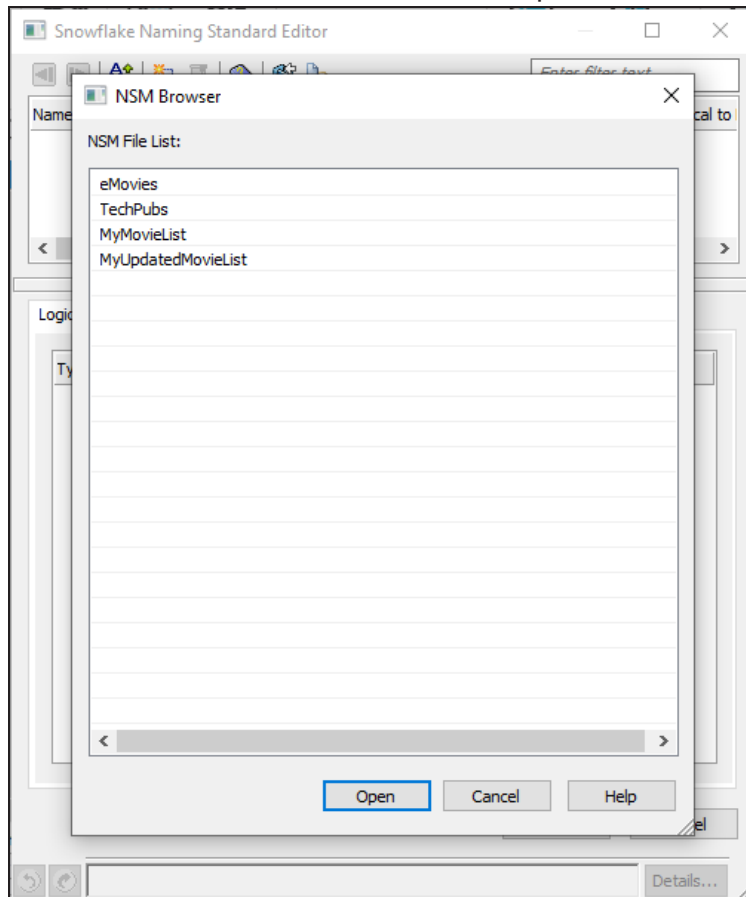 Snowflake Naming Standard Editor
Enter filter text
NSM Browser
Name
cal to
NSM File List:
eMovies
TechPubs
MyMovieList
MyUpdatedMovieList
Logic
Ty
Open
Cancel
Help
el
Details...